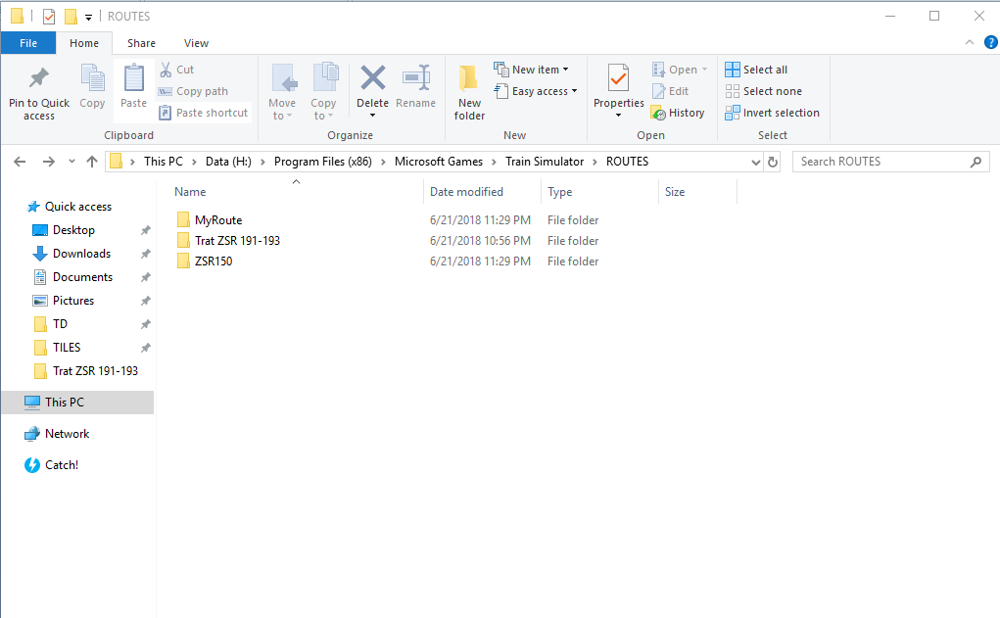 ROUTES
File Home Share View
Pin to Quick access
Copy
Paste
Cut
Copy path
Paste shortcut
Clipboard
Move to
Copy to
Delete
Rename
Organize
New folder
New item
Easy access
New
Properties
Open
Edit
History
Open
Select all
Select none
Invert selection
Select
This PC > Data (H:) > Program Files (x86) > Microsoft Games > Train Simulator > ROUTES
Search ROUTES
Quick access
Desktop
Downloads
Documents
Pictures
TD
TILES
Trat ZSR 191-193
This PC
Network
Catch!
Name Date modified Type Size
MyRoute 6/21/2018 11:29 PM File folder
Trat ZSR 191-193 6/21/2018 10:56 PM File folder
ZSR150 6/21/2018 11:29 PM File folder